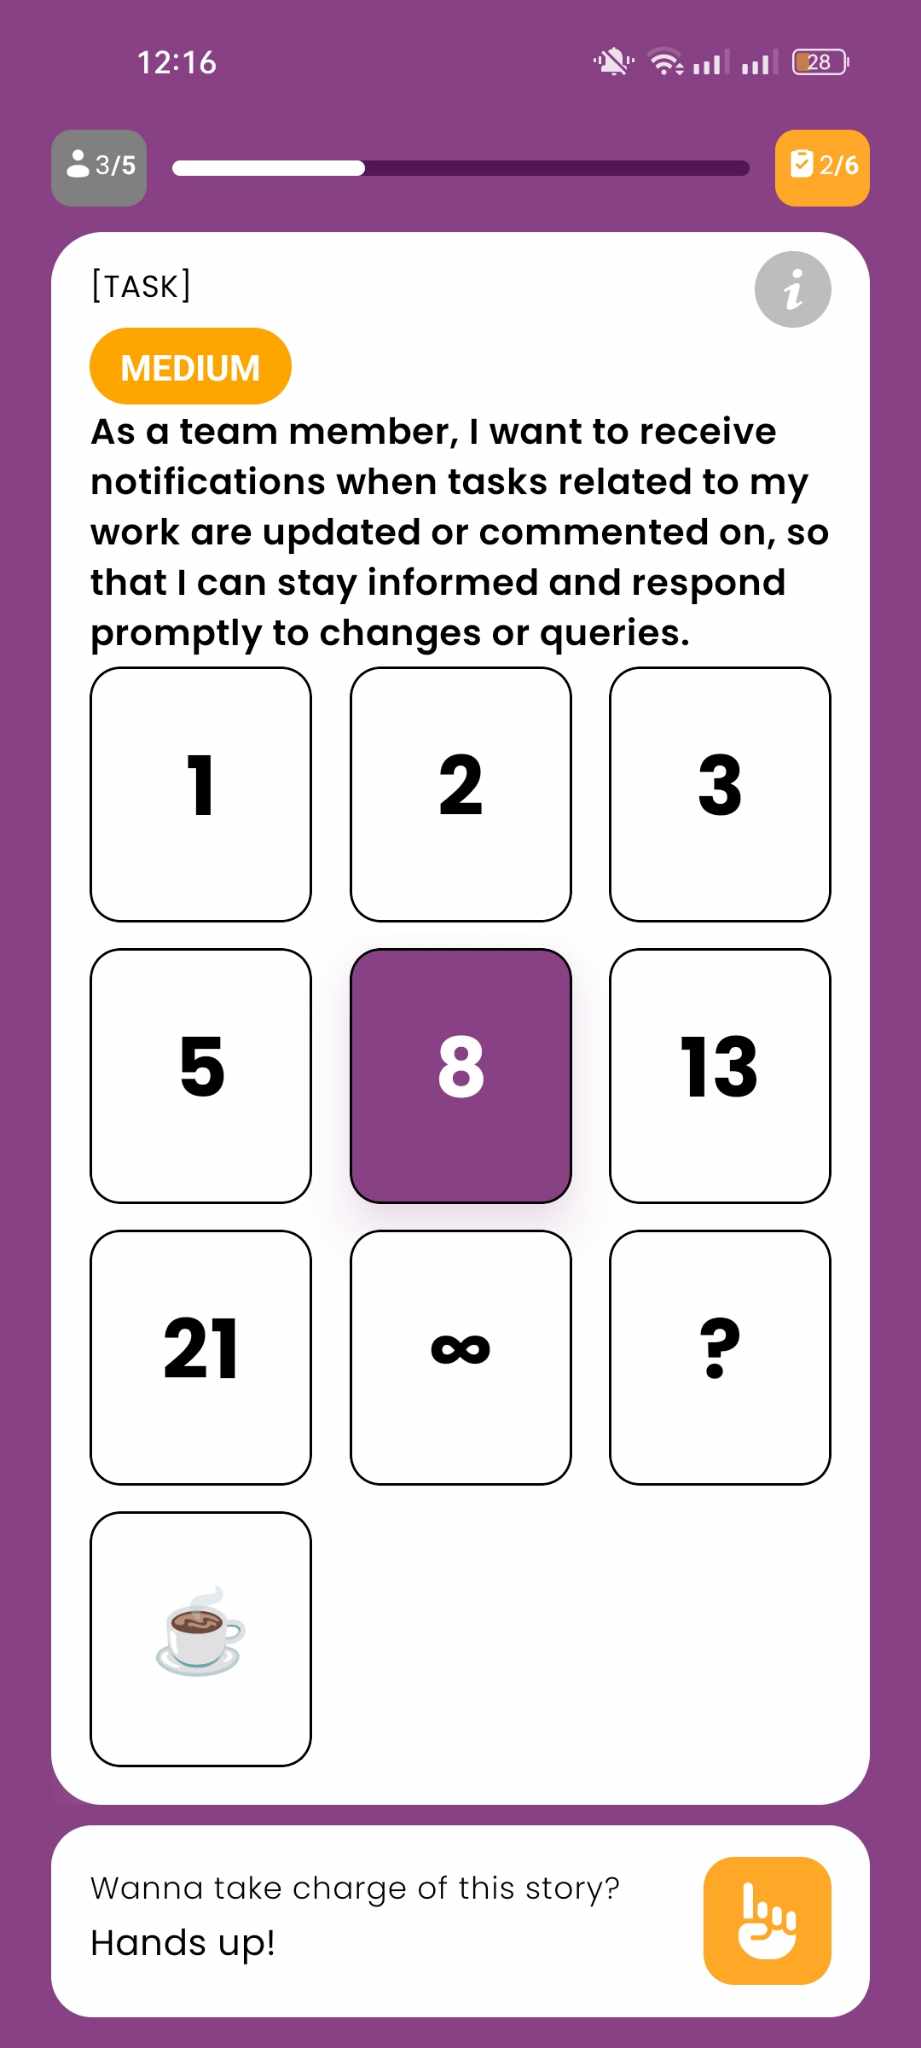 12:16
28
3/5
2/6
[TASK]
i
MEDIUM
As a team member, I want to receive
notifications when tasks related to my
work are updated or commented on, so
that I can stay informed and respond
promptly to changes or queries.
1
2
3
5
8
13
21
∞
?
Wanna take charge of this story?
Hands up!